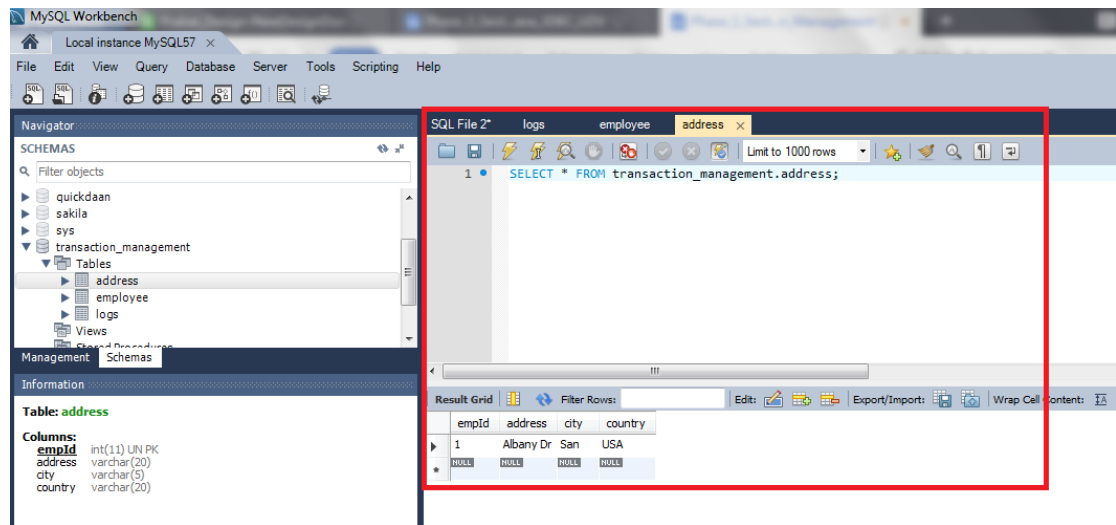 MySQL Workbench
Local instance MySQL57 ×
File Edit View Query Database Server Tools Scripting Help
Navigator
SCHEMAS
Filter objects
quickdaan
sakila
sys
transaction_management
Tables
address
employee
logs
Views
Stored Procedures
Management Schemas
Information
Table: address
Columns:
empId int(11) UN PK
address varchar(20)
city varchar(5)
country varchar(20)
SQL File 2* logs employee address ×
Limit to 1000 rows
1 SELECT * FROM transaction_management.address;
Result Grid Filter Rows: Edit: Export/Import: Wrap Cell Content: IA
empId address city country
1 Albany Dr San USA
* NULL NULL NULL NULL